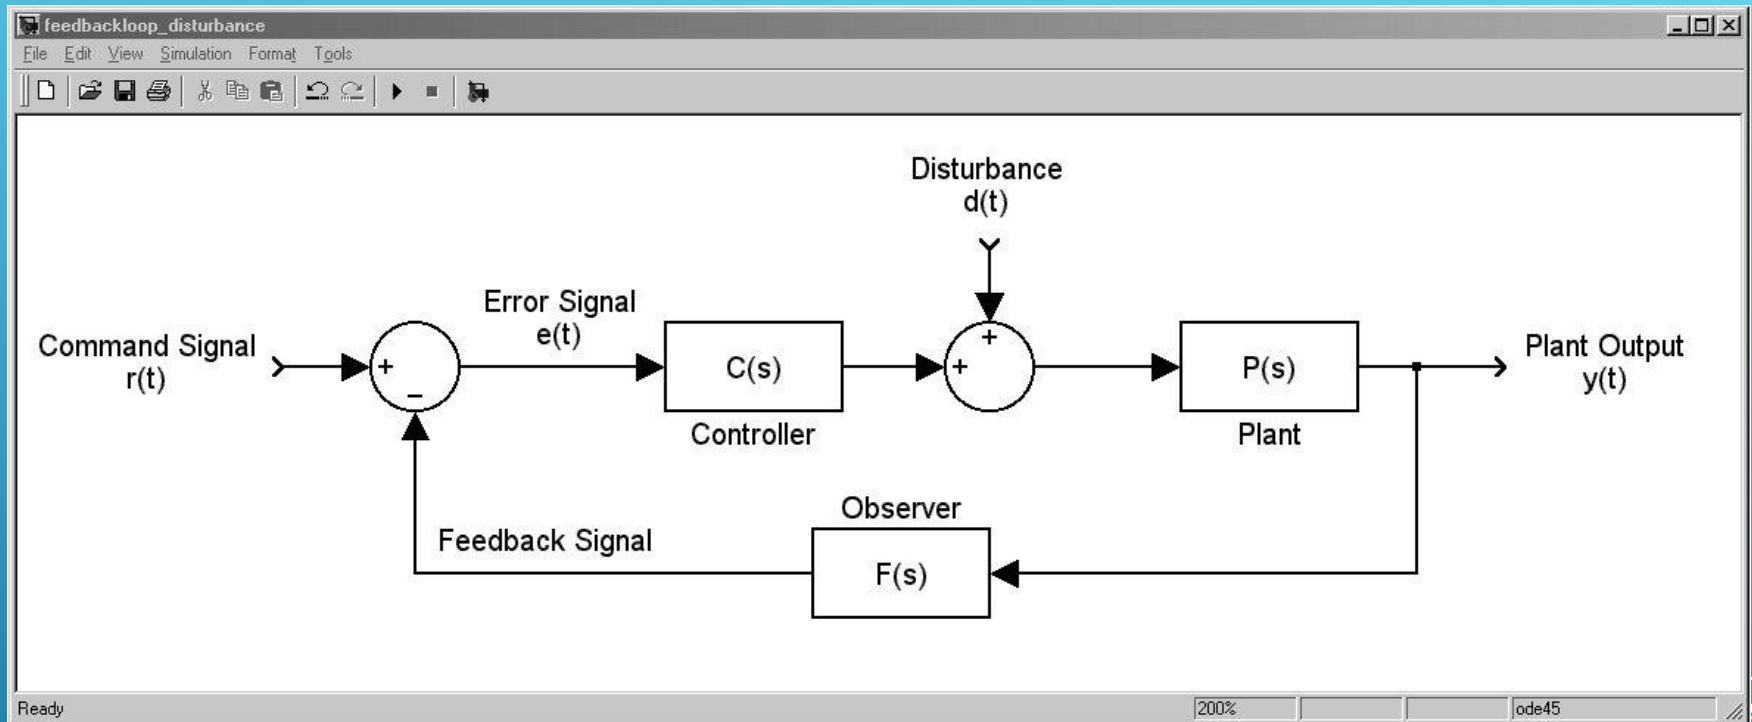 feedbackloop_disturbance
File Edit View Simulation Format Tools
Disturbance
d(t)
Error Signal
e(t)
Command Signal
r(t)
+
−
C(s)
Controller
+
+
P(s)
Plant
Plant Output
y(t)
Observer
Feedback Signal
F(s)
Ready 200% ode45